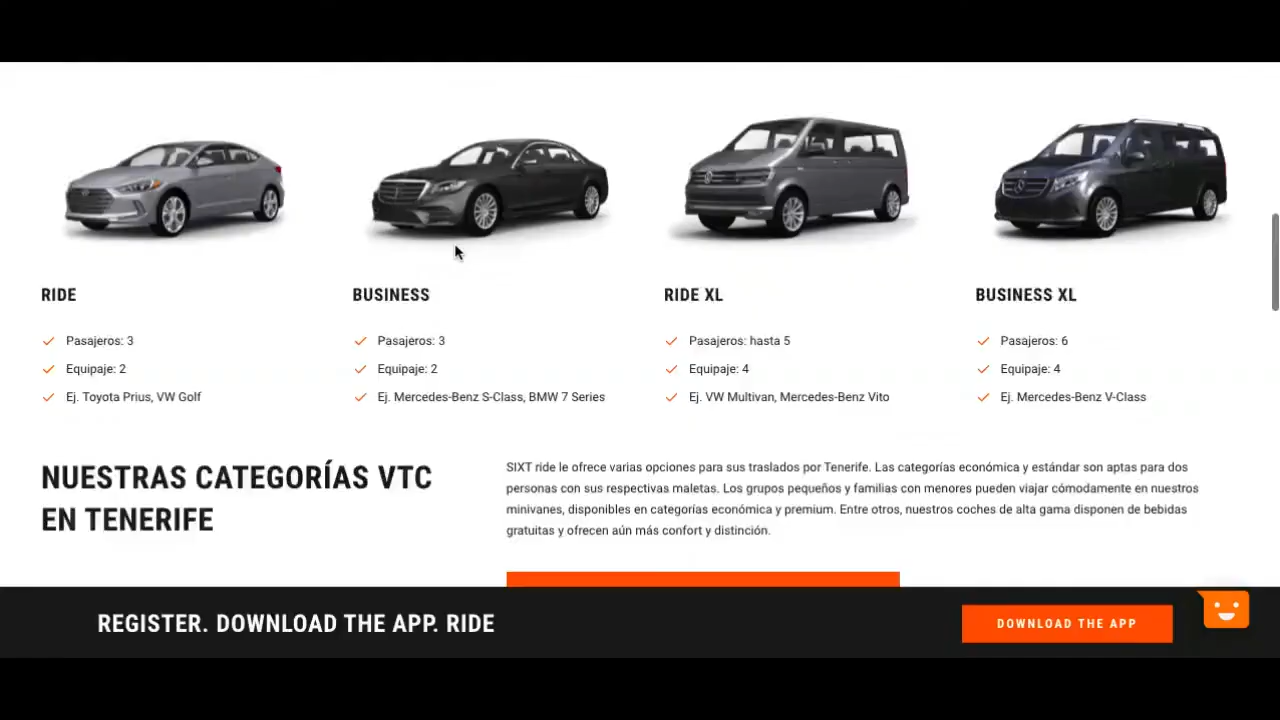 RIDE
Pasajeros: 3
Equipaje: 2
Ej. Toyota Prius, VW Golf
BUSINESS
Pasajeros: 3
Equipaje: 2
Ej. Mercedes-Benz S-Class, BMW 7 Series
RIDE XL
Pasajeros: hasta 5
Equipaje: 4
Ej. VW Multivan, Mercedes-Benz Vito
BUSINESS XL
Pasajeros: 6
Equipaje: 4
Ej. Mercedes-Benz V-Class
NUESTRAS CATEGORÍAS VTC
EN TENERIFE
SIXT ride le ofrece varias opciones para sus traslados por Tenerife. Las categorías económica y estándar son aptas para dos
personas con sus respectivas maletas. Los grupos pequeños y familias con menores pueden viajar cómodamente en nuestros
minivanes, disponibles en categorías económica y premium. Entre otros, nuestros coches de alta gama disponen de bebidas
gratuitas y ofrecen aún más confort y distinción.
REGISTER. DOWNLOAD THE APP. RIDE
DOWNLOAD THE APP